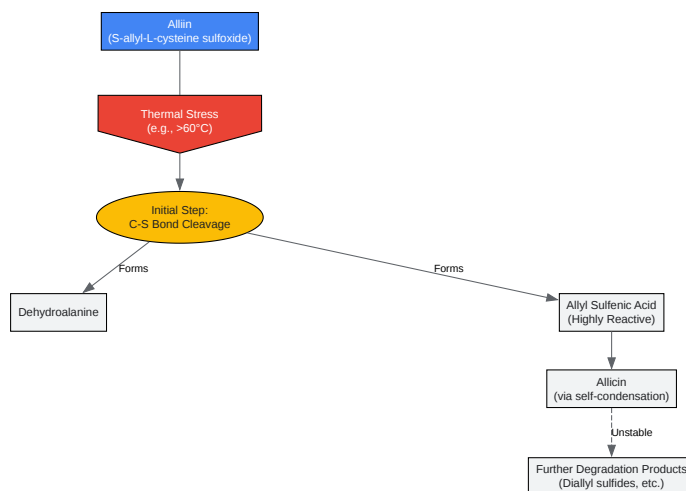 Alliin
(S-allyl-L-cysteine sulfoxide)
Thermal Stress
(e.g., >60°C)
Initial Step:
C-S Bond Cleavage
Forms
Forms
Dehydroalanine
Allyl Sulfenic Acid
(Highly Reactive)
Allicin
(via self-condensation)
Unstable
Further Degradation Products
(Diallyl sulfides, etc.)